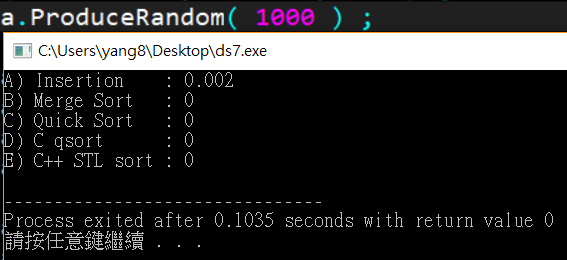 a.ProduceRandom( 1000 ) ;
C:\Users\yang8\Desktop\ds7.exe
A) Insertion    : 0.002
B) Merge Sort   : 0
C) Quick Sort   : 0
D) C qsort      : 0
E) C++ STL sort : 0
--------------------------------
Process exited after 0.1035 seconds with return value 0
請按任意鍵繼續 . . .